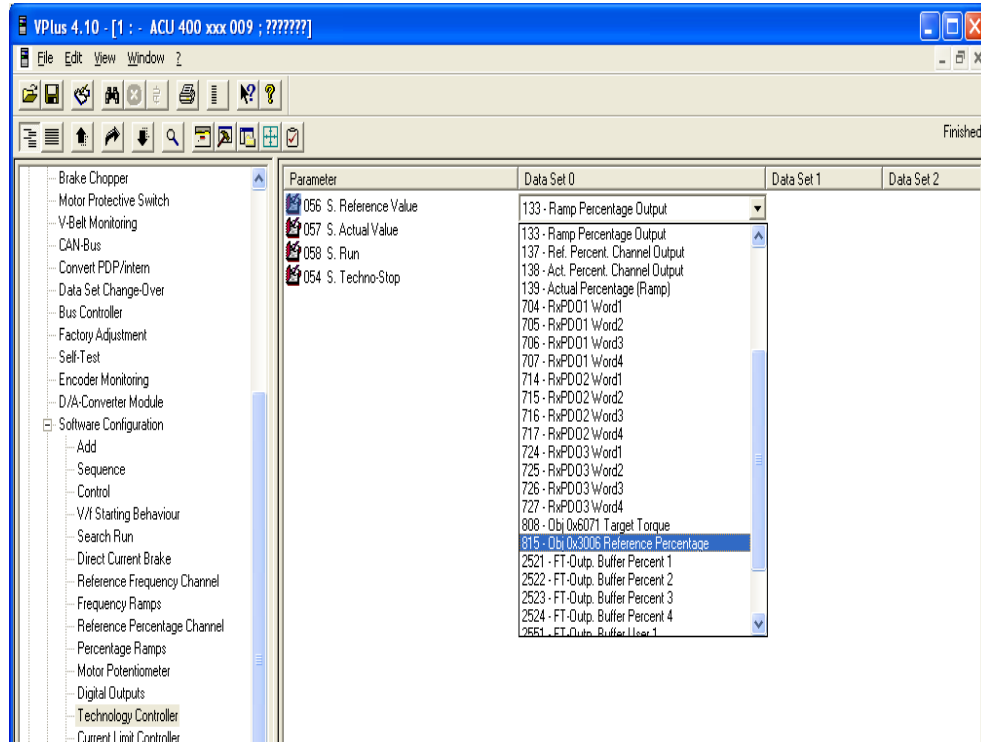 VPlus 4.10 - [1 : - ACU 400 xxx 009 ; ???????]
File Edit View Window ?
Finished
Brake Chopper
Motor Protective Switch
V-Belt Monitoring
CAN-Bus
Convert PDP/intern
Data Set Change-Over
Bus Controller
Factory Adjustment
Self-Test
Encoder Monitoring
D/A-Converter Module
Software Configuration
Add
Sequence
Control
V/f Starting Behaviour
Search Run
Direct Current Brake
Reference Frequency Channel
Frequency Ramps
Reference Percentage Channel
Percentage Ramps
Motor Potentiometer
Digital Outputs
Technology Controller
Current Limit Controller
Parameter Data Set 0 Data Set 1 Data Set 2
056 S. Reference Value 133 - Ramp Percentage Output
057 S. Actual Value
058 S. Run
054 S. Techno-Stop
133 - Ramp Percentage Output
137 - Ref. Percent. Channel Output
138 - Act. Percent. Channel Output
139 - Actual Percentage (Ramp)
704 - RxPDO1 Word1
705 - RxPDO1 Word2
706 - RxPDO1 Word3
707 - RxPDO1 Word4
714 - RxPDO2 Word1
715 - RxPDO2 Word2
716 - RxPDO2 Word3
717 - RxPDO2 Word4
724 - RxPDO3 Word1
725 - RxPDO3 Word2
726 - RxPDO3 Word3
727 - RxPDO3 Word4
808 - Obj 0x6071 Target Torque
815 - Obj 0x3006 Reference Percentage
2521 - FT-Outp. Buffer Percent 1
2522 - FT-Outp. Buffer Percent 2
2523 - FT-Outp. Buffer Percent 3
2524 - FT-Outp. Buffer Percent 4
2551 - FT-Outp. Buffer User 1